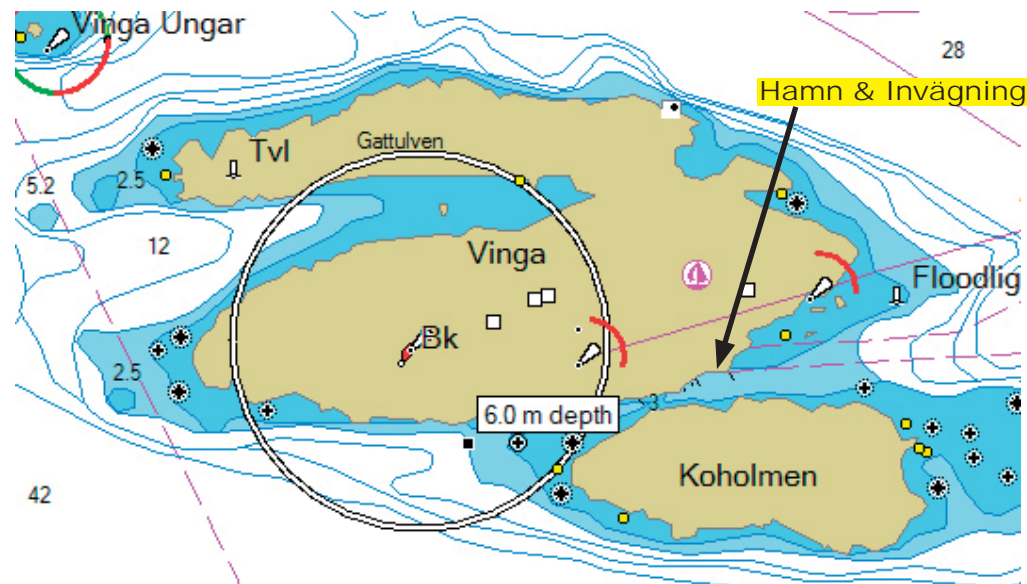 Vinga Ungar
28
Hamn & Invägning
Tvl
Gattulven
5.2
2.5
12
Vinga
Floodlig
Bk
2.5
3
6.0 m depth
Koholmen
42